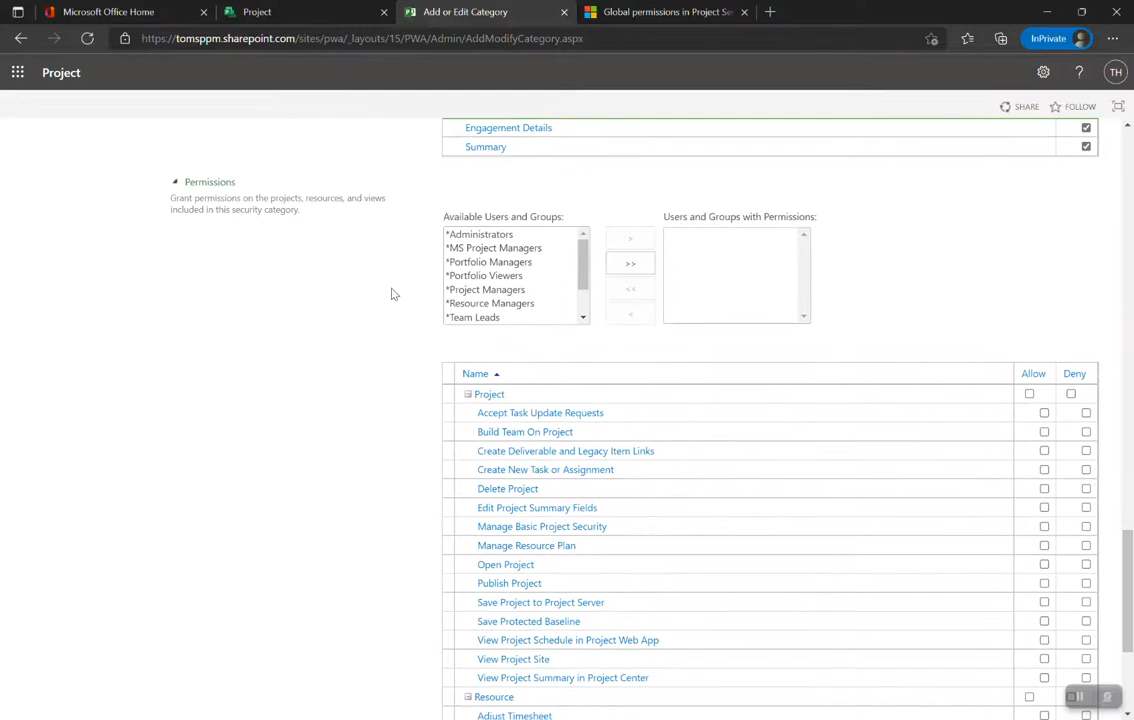 Microsoft Office Home
Project
Add or Edit Category
Global permissions in Project Se
https://tomsppm.sharepoint.com/sites/pwa/_layouts/15/PWA/Admin/AddModifyCategory.aspx
InPrivate
Project
TH
SHARE
FOLLOW
Engagement Details
Summary
Permissions
Grant permissions on the projects, resources, and views
included in this security category.
Available Users and Groups:
Users and Groups with Permissions:
*Administrators
*MS Project Managers
*Portfolio Managers
*Portfolio Viewers
*Project Managers
*Resource Managers
*Team Leads
>
>>
<<
<
Name
Allow
Deny
Project
Accept Task Update Requests
Build Team On Project
Create Deliverable and Legacy Item Links
Create New Task or Assignment
Delete Project
Edit Project Summary Fields
Manage Basic Project Security
Manage Resource Plan
Open Project
Publish Project
Save Project to Project Server
Save Protected Baseline
View Project Schedule in Project Web App
View Project Site
View Project Summary in Project Center
Resource
Adjust Timesheet